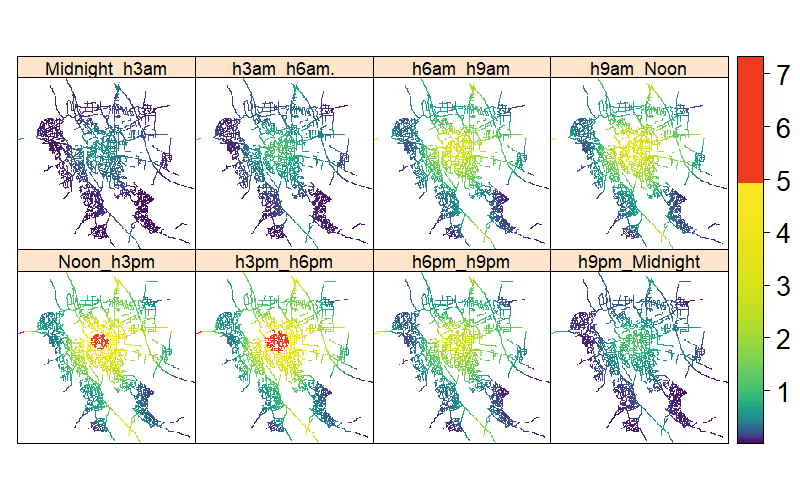 Midnight_h3am
h3am_h6am.
h6am_h9am
h9am_Noon
Noon_h3pm
h3pm_h6pm
h6pm_h9pm
h9pm_Midnight
7
6
5
4
3
2
1